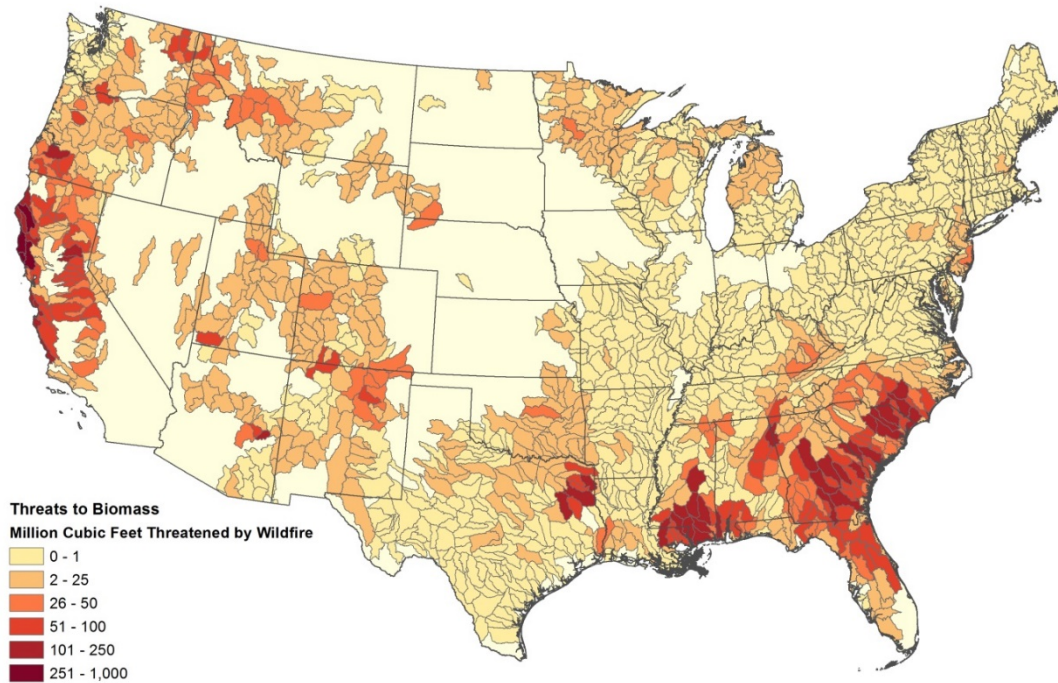 Threats to Biomass
Million Cubic Feet Threatened by Wildfire
0 - 1
2 - 25
26 - 50
51 - 100
101 - 250
251 - 1,000